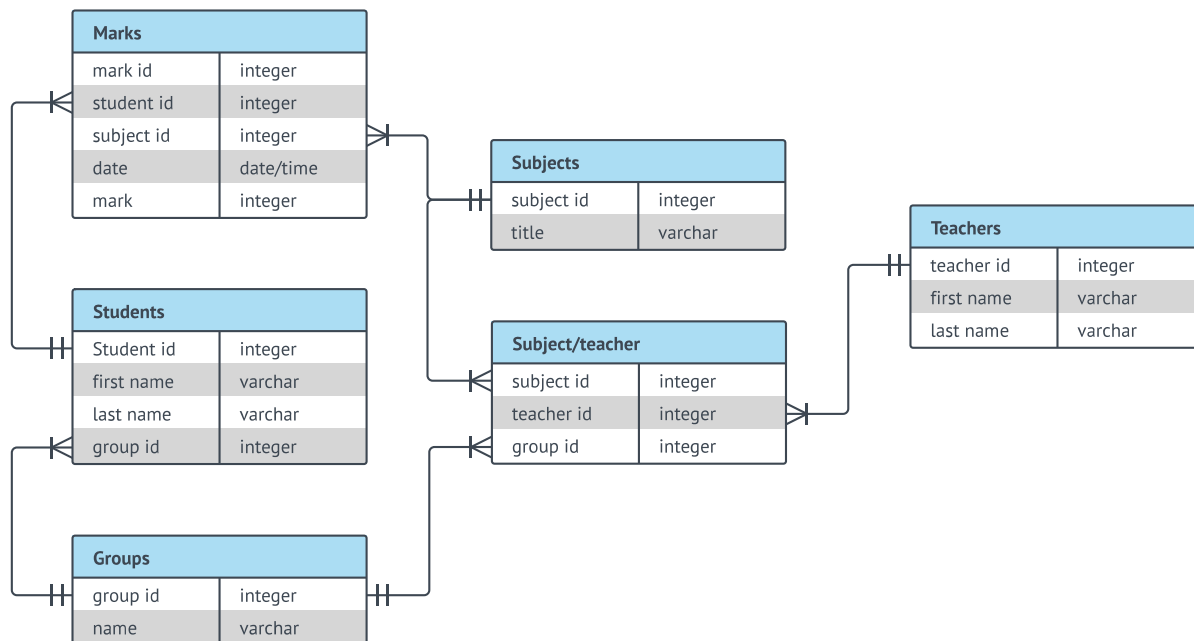 Marks
mark id integer
student id integer
subject id integer
date date/time
mark integer
Subjects
subject id integer
title varchar
Teachers
teacher id integer
first name varchar
last name varchar
Students
Student id integer
first name varchar
last name varchar
group id integer
Subject/teacher
subject id integer
teacher id integer
group id integer
Groups
group id integer
name varchar